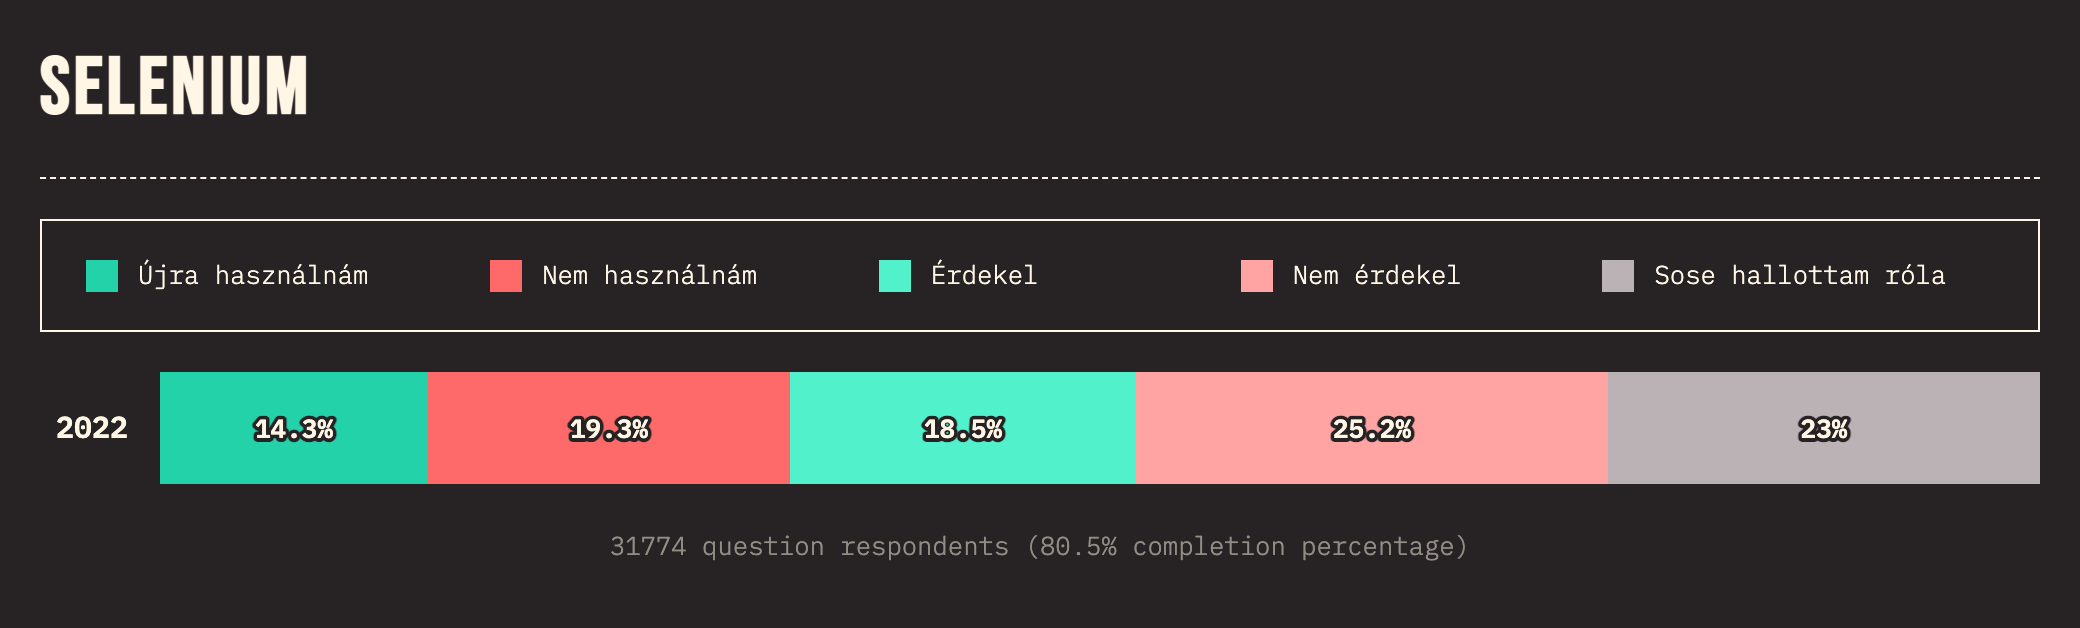 SELENIUM
Újra használnám Nem használnám Érdekel Nem érdekel Sose hallottam róla
2022 14.3% 19.3% 18.5% 25.2% 23%
31774 question respondents (80.5% completion percentage)